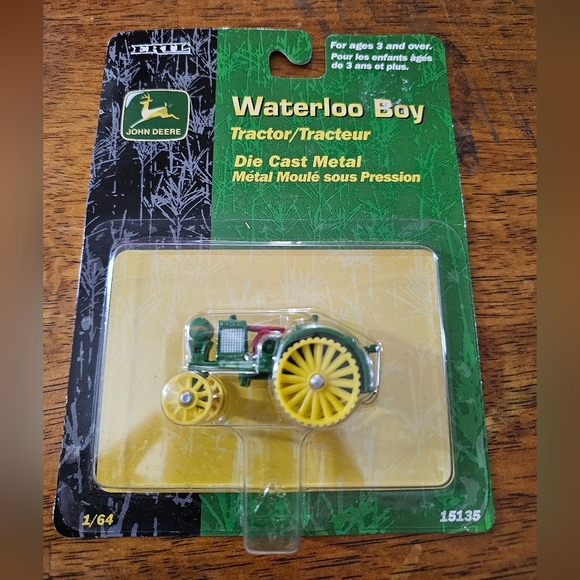 ERTL
For ages 3 and over.
Pour les enfants âgés
de 3 ans et plus.
JOHN DEERE
Waterloo Boy
Tractor/Tracteur
Die Cast Metal
Métal Moulé sous Pression
1/64
15135